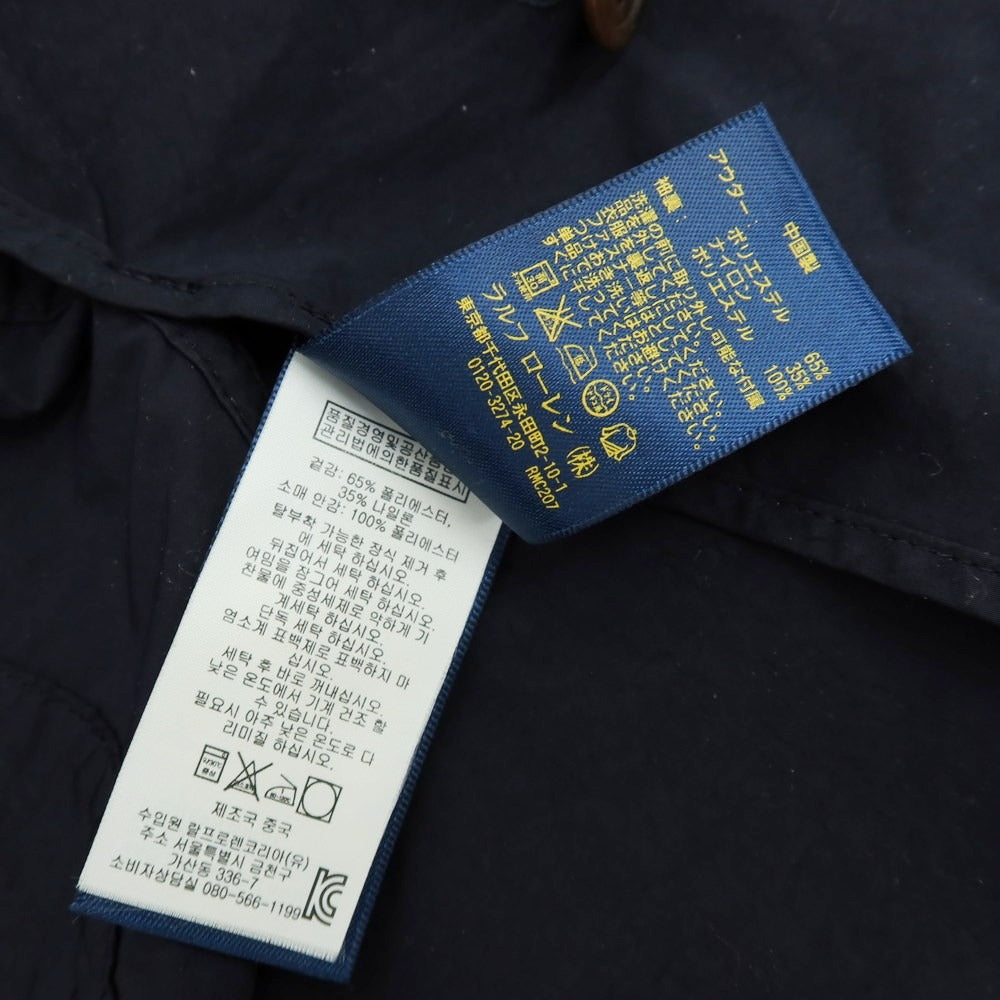 中国製
アウター： ポリエステル 65%
ナイロン 35%
袖裏： ポリエステル 100%
ラルフ ローレン（株）
東京都千代田区永田町2-10-1
0120-3274-20 RMC207
품질경영및공산품안전
관리법에의한품질표시
겉감: 65% 폴리에스터,
35% 나일론
소매 안감: 100% 폴리에스터
탈부착 가능한 장식 제거 후
에 세탁 하십시오.
뒤집어서 세탁 하십시오.
여밈을 잠그어 세탁 하십시오.
찬물에 중성세제로 약하게 기
계세탁 하십시오.
단독 세탁 하십시오.
염소계 표백제로 표백하지 마
십시오.
세탁 후 바로 꺼내십시오.
낮은 온도에서 기계 건조 할
수 있습니다.
필요시 아주 낮은 온도로 다
리미질 하십시오.
제조국 중국
수입원 랄프로렌코리아(유)
주소 서울특별시 금천구
가산동 336-7
소비자상담실 080-566-1199